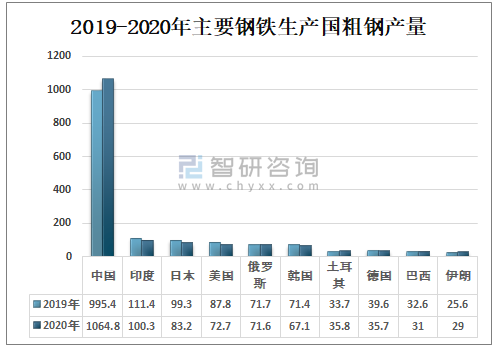 2019-2020年主要钢铁生产国粗钢产量
1200
1000
800
600
400
200
0
智研咨询
www.chyxx.com
中国 印度 日本 美国 俄罗斯 韩国 土耳其 德国 巴西 伊朗
2019年 995.4 111.4 99.3 87.8 71.7 71.4 33.7 39.6 32.6 25.6
2020年 1064.8 100.3 83.2 72.7 71.6 67.1 35.8 35.7 31 29